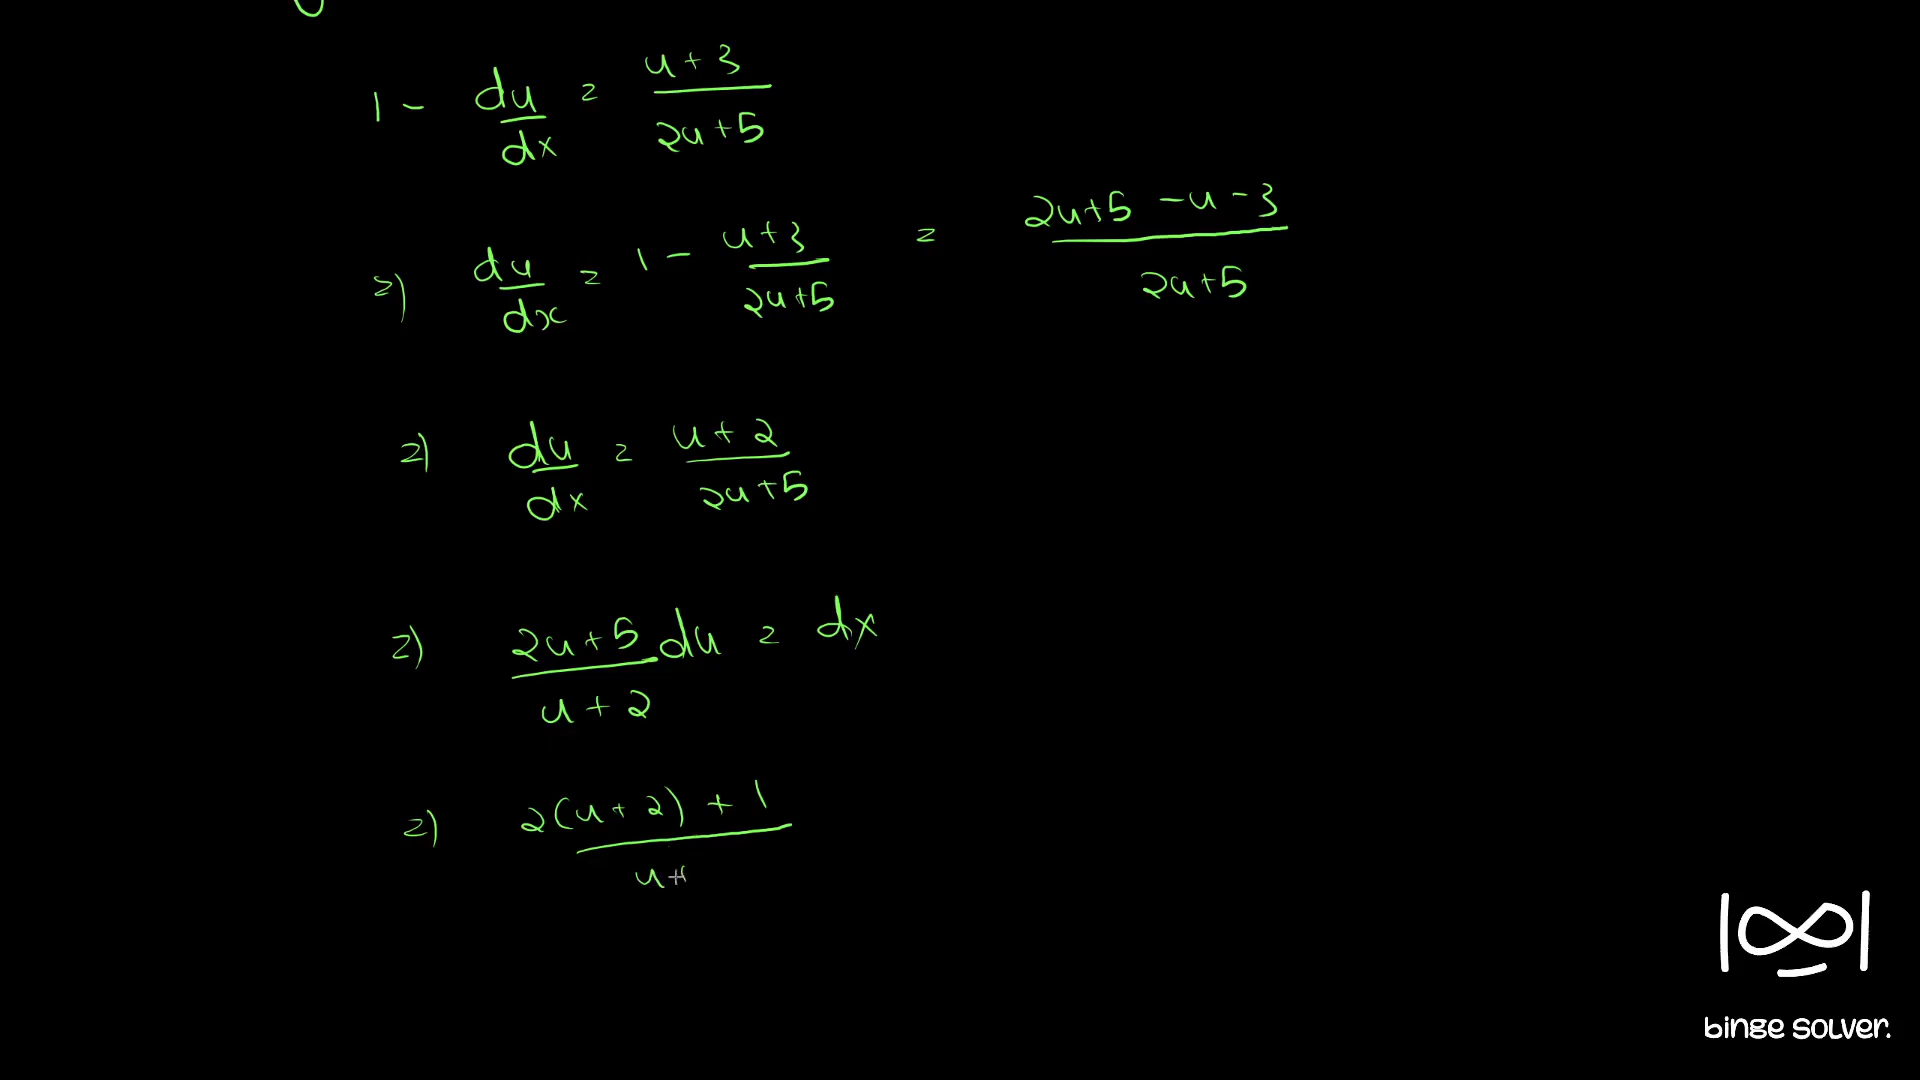 1 - du/dx = u+3/2u+5
⇒ du/dx = 1 - u+3/2u+5 = 2u+5 -u-3/2u+5
⇒ du/dx = u+2/2u+5
⇒ 2u+5/u+2 du = dx
⇒ 2(u+2)+1/u+
binge solver.